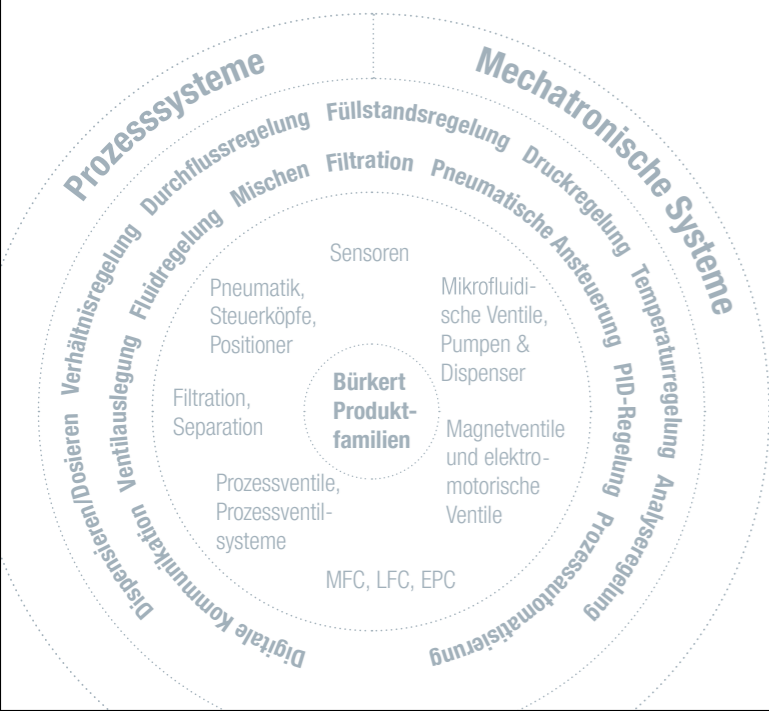 Prozesssysteme
Mechatronische Systeme
Dispensieren/Dosieren Verhältnisregelung Durchflussregelung Füllstandsregelung Druckregelung Temperaturregelung Analyseregelung
Digitale Kommunikation Ventilauslegung Fluidregelung Mischen Filtration Pneumatische Ansteuerung PID-Regelung Prozessautomatisierung
Sensoren
Pneumatik,
Steuerköpfe,
Positioner
Mikrofluidi-
sche Ventile,
Pumpen &
Dispenser
Filtration,
Separation
Bürkert
Produkt-
familien
Magnetventile
und elektro-
motorische
Ventile
Prozessventile,
Prozessventil-
systeme
MFC, LFC, EPC